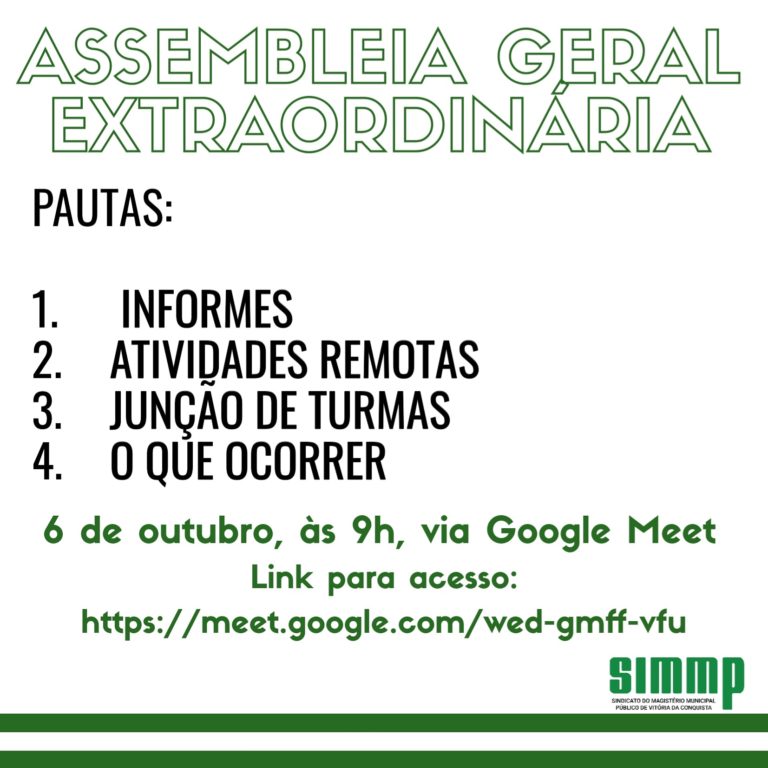 ASSEMBLEIA GERAL
EXTRAORDINÁRIA
PAUTAS:
1. INFORMES
2. ATIVIDADES REMOTAS
3. JUNÇÃO DE TURMAS
4. O QUE OCORRER
6 de outubro, às 9h, via Google Meet
Link para acesso:
https://meet.google.com/wed-gmff-vfu
SIMMP
SINDICATO DO MAGISTÉRIO MUNICIPAL
PÚBLICO DE VITÓRIA DA CONQUISTA